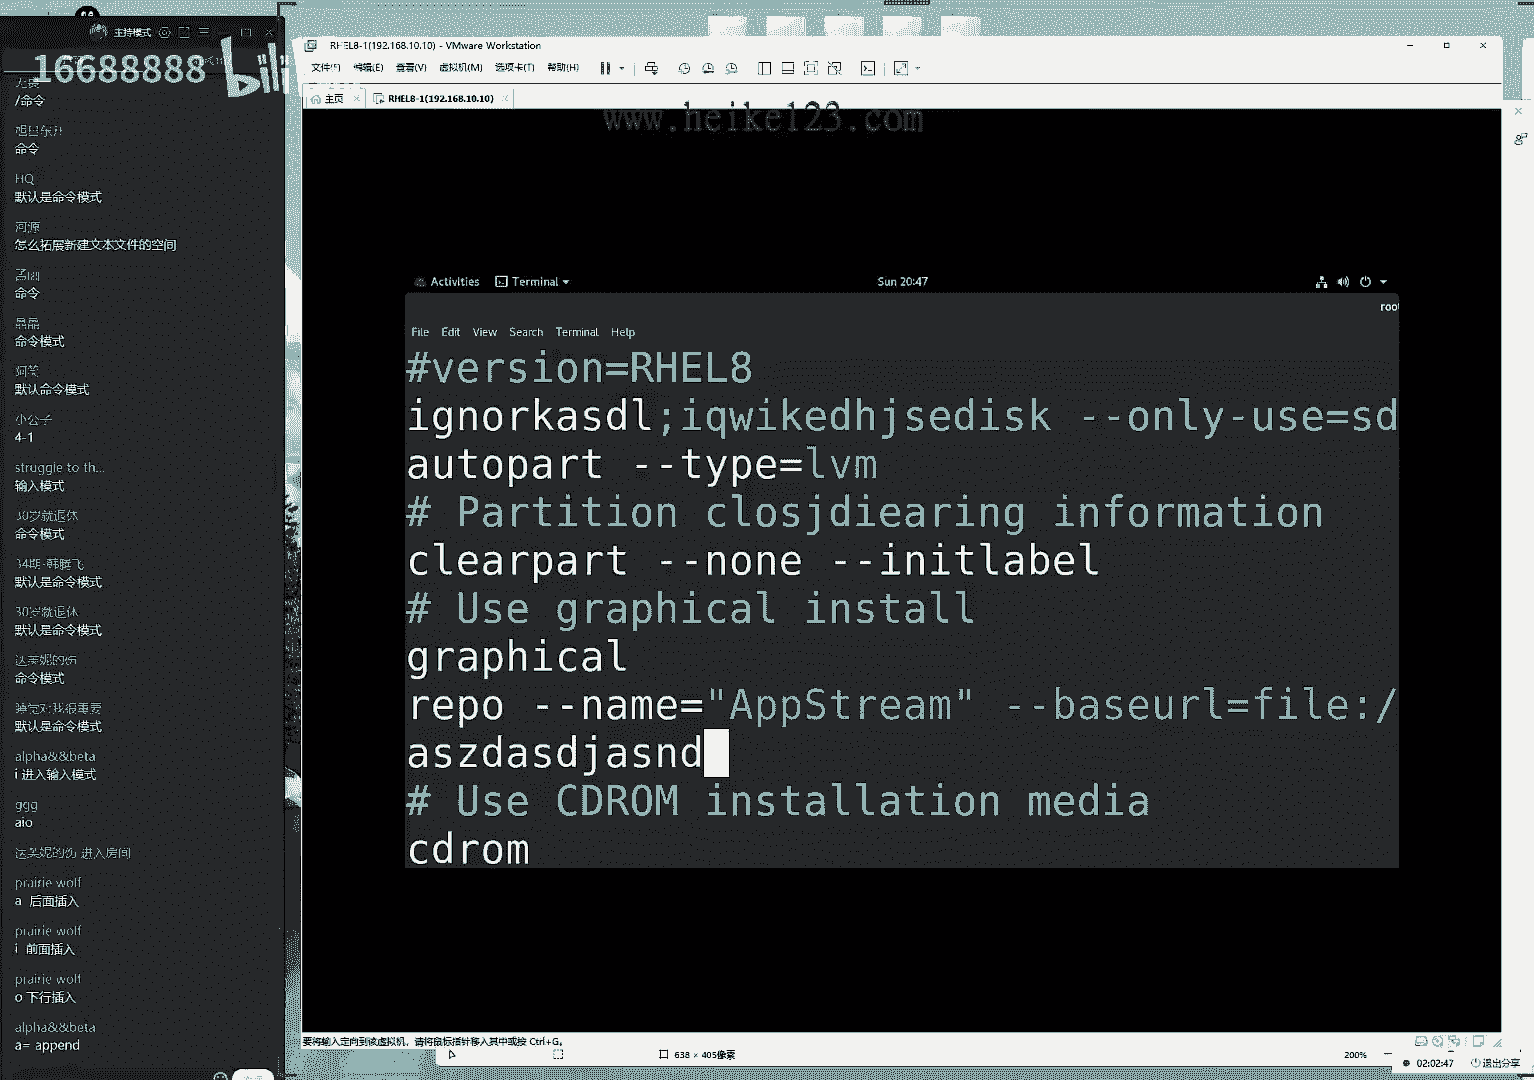 主持模式
16688888 bili
/命令
旭日东升
命令
HQ
默认是命令模式
河源
怎么拓展新建文本文件的空间
命令
命令模式
阿笑
默认命令模式
小公子
4-1
struggle to th...
输入模式
30岁就退休
命令模式
34期-韩腾飞
默认是命令模式
30岁就退休
默认是命令模式
达芙妮的伤
命令模式
睡觉对我很重要
默认是命令模式
alpha&&beta
i 进入输入模式
ggg
aio
达芙妮的伤 进入房间
prairie wolf
a 后面插入
prairie wolf
i 前面插入
prairie wolf
o 下行插入
alpha&&beta
a= append
RHEL8-1(192.168.10.10) - VMware Workstation
文件(F) 编辑(E) 查看(V) 虚拟机(M) 选项卡(T) 帮助(H)
主页 RHEL8-1(192.168.10.10)
www.heike123.com
Activities Terminal Sun 20:47
roo
File Edit View Search Terminal Help
#version=RHEL8
ignorkasdl;iqwikedhjsedisk --only-use=sd
autopart --type=lvm
# Partition closjdiearing information
clearpart --none --initlabel
# Use graphical install
graphical
repo --name="AppStream" --baseurl=file:/
aszdasdjasnd
# Use CDROM installation media
cdrom
要将输入定向到该虚拟机，请将鼠标指针移入其中或按 Ctrl+G。
638 × 405像素
200%
02:02:47 退出分享